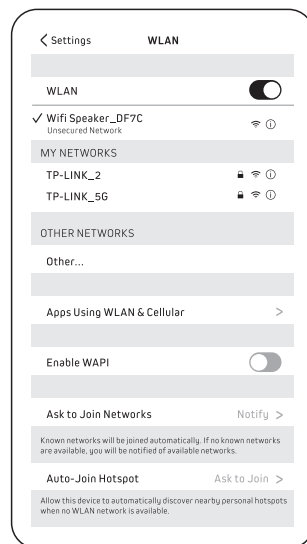 Settings WLAN
WLAN
Wifi Speaker_DF7C
Unsecured Network
MY NETWORKS
TP-LINK_2
TP-LINK_5G
OTHER NETWORKS
Other...
Apps Using WLAN & Cellular
Enable WAPI
Ask to Join Networks Notify
Known networks will be joined automatically. If no known networks
are available, you will be notified of available networks.
Auto-Join Hotspot Ask to Join
Allow this device to automatically discover nearby personal hotspots
when no WLAN network is available.